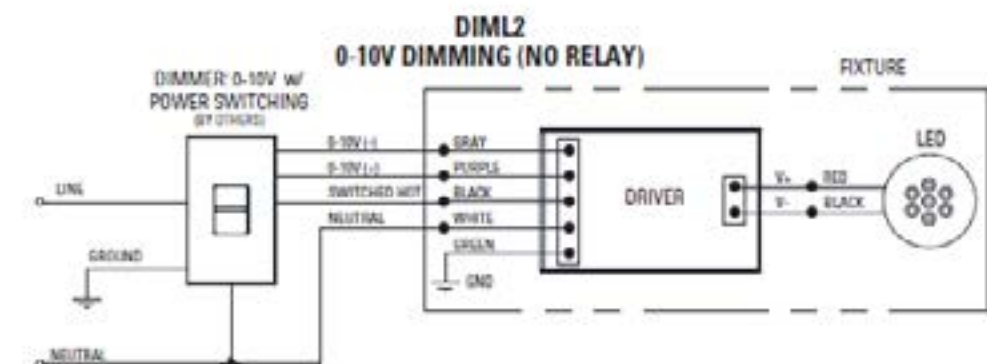 DIML2
0-10V DIMMING (NO RELAY)
DIMMER 0-10V w/
POWER SWITCHING
(BY OTHERS)
FIXTURE
0-10V (-) GRAY
0-10V (+) PURPLE
SWITCHED HOT BLACK
NEUTRAL WHITE
GREEN
GND
LINE
GROUND
NEUTRAL
DRIVER
V+ RED
V- BLACK
LED